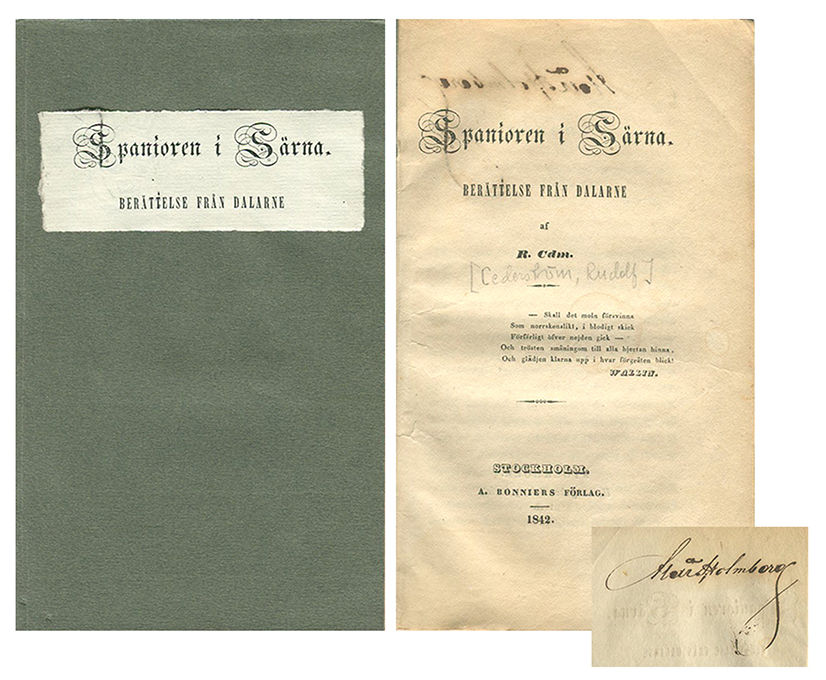 Spanioren i Särna.
BERÄTTELSE FRÅN DALARNE
Spanioren i Särna.
BERÄTTELSE FRÅN DALARNE
af
R. Cdm.
[Cederström, Rudolf]
— Skall det moln försvinna
Som norrskenslikt, i blodigt skick
Förfärligt öfver nejden gick —
Och trösten småningom till alla hjertan hinna,
Och glädjen klarna upp i hvar förgråten blick!
WALLIN.
STOCKHOLM.
A. BONNIERS FÖRLAG.
1842.
Holmberg